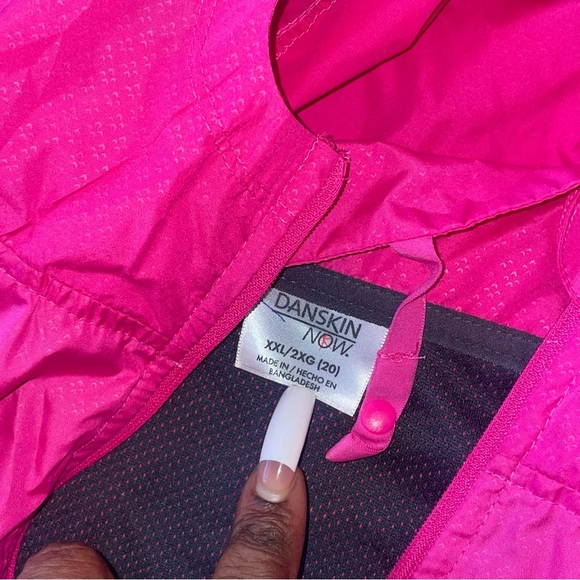 DANSKIN
NOW.
XXL/2XG (20)
MADE IN / HECHO EN
BANGLADESH